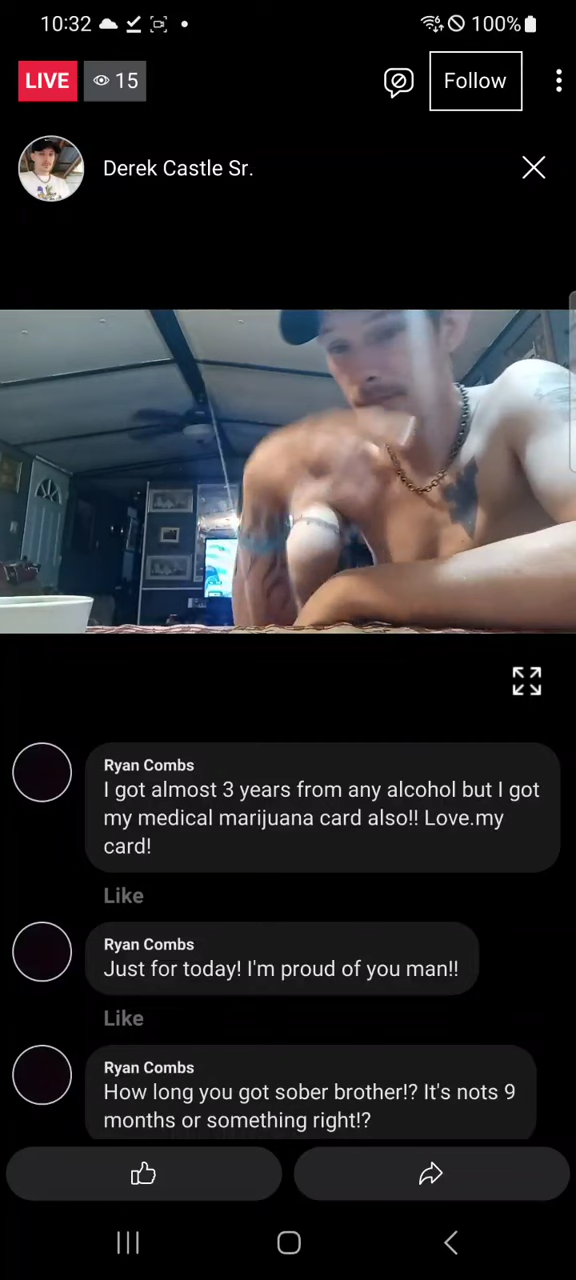 10:32
100%
LIVE
15
Follow
Derek Castle Sr.
Ryan Combs
I got almost 3 years from any alcohol but I got
my medical marijuana card also!! Love.my
card!
Like
Ryan Combs
Just for today! I'm proud of you man!!
Like
Ryan Combs
How long you got sober brother!? It's nots 9
months or something right!?